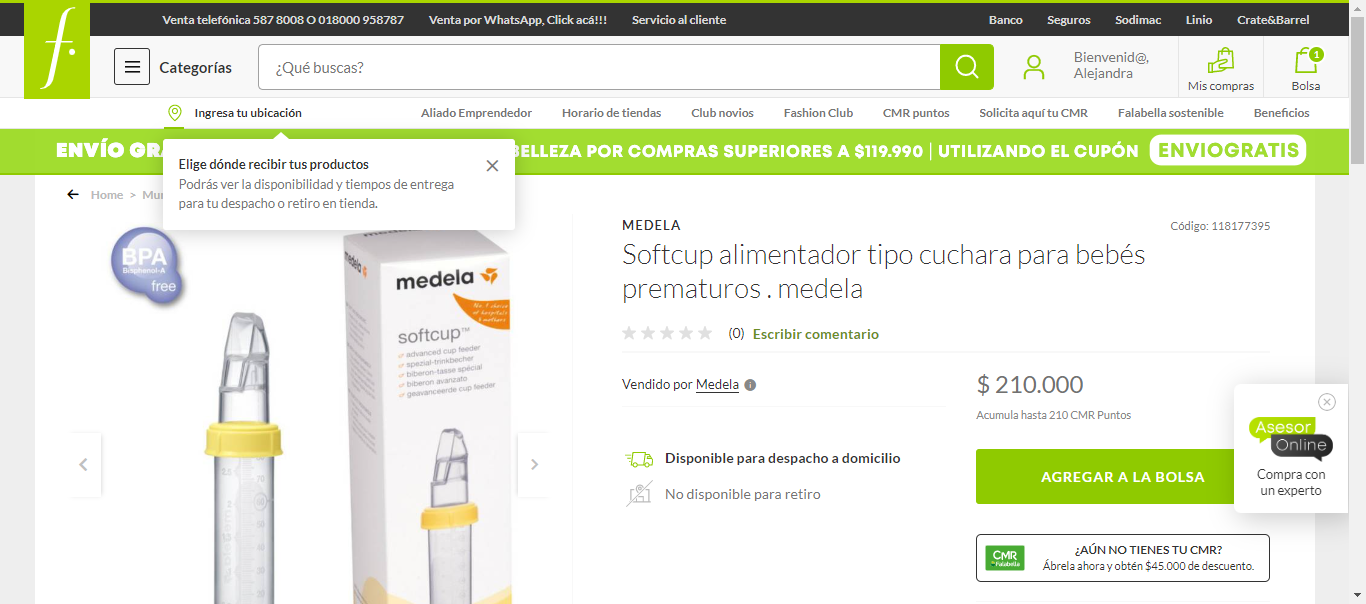 Venta telefónica 587 8008 O 018000 958787
Venta por WhatsApp, Click acá!!!
Servicio al cliente
Banco
Seguros
Sodimac
Linio
Crate&Barrel
f.
Categorías
¿Qué buscas?
Bienvenid@,
Alejandra
Mis compras
1
Bolsa
Ingresa tu ubicación
Aliado Emprendedor
Horario de tiendas
Club novios
Fashion Club
CMR puntos
Solicita aquí tu CMR
Falabella sostenible
Beneficios
ENVÍO GRA
BELLEZA POR COMPRAS SUPERIORES A $119.990 | UTILIZANDO EL CUPÓN ENVIOGRATIS
Elige dónde recibir tus productos
Podrás ver la disponibilidad y tiempos de entrega
para tu despacho o retiro en tienda.
Home > Mu
BPA
Bisphenol-A
free
medela
medela
No. 1 choice
of hospitals
& mothers
softcup™
advanced cup feeder
spezial-trinkbecher
biberon-tasse spécial
biberon avanzato
geavanceerde cup feeder
MEDELA
Código: 118177395
Softcup alimentador tipo cuchara para bebés
prematuros . medela
(0) Escribir comentario
Vendido por Medela
$ 210.000
Acumula hasta 210 CMR Puntos
Disponible para despacho a domicilio
No disponible para retiro
AGREGAR A LA BOLSA
Asesor
Online
Compra con
un experto
CMR
Falabella
¿AÚN NO TIENES TU CMR?
Ábrela ahora y obtén $45.000 de descuento.